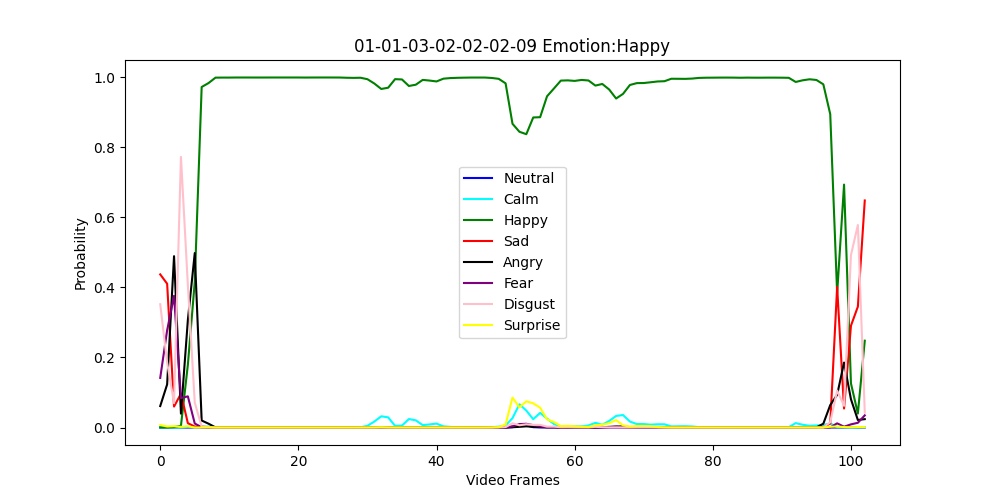 01-01-03-02-02-02-09 Emotion:Happy
Probability
1.0
0.8
0.6
0.4
0.2
0.0
Neutral
Calm
Happy
Sad
Angry
Fear
Disgust
Surprise
0 20 40 60 80 100
Video Frames